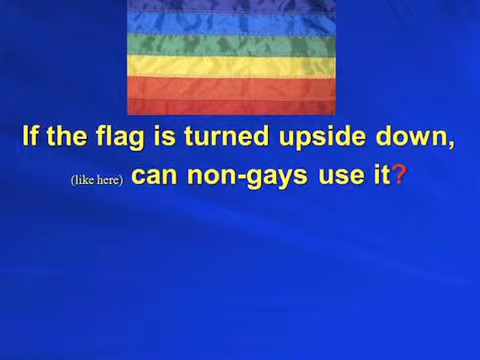 If the flag is turned upside down,
(like here) can non-gays use it?